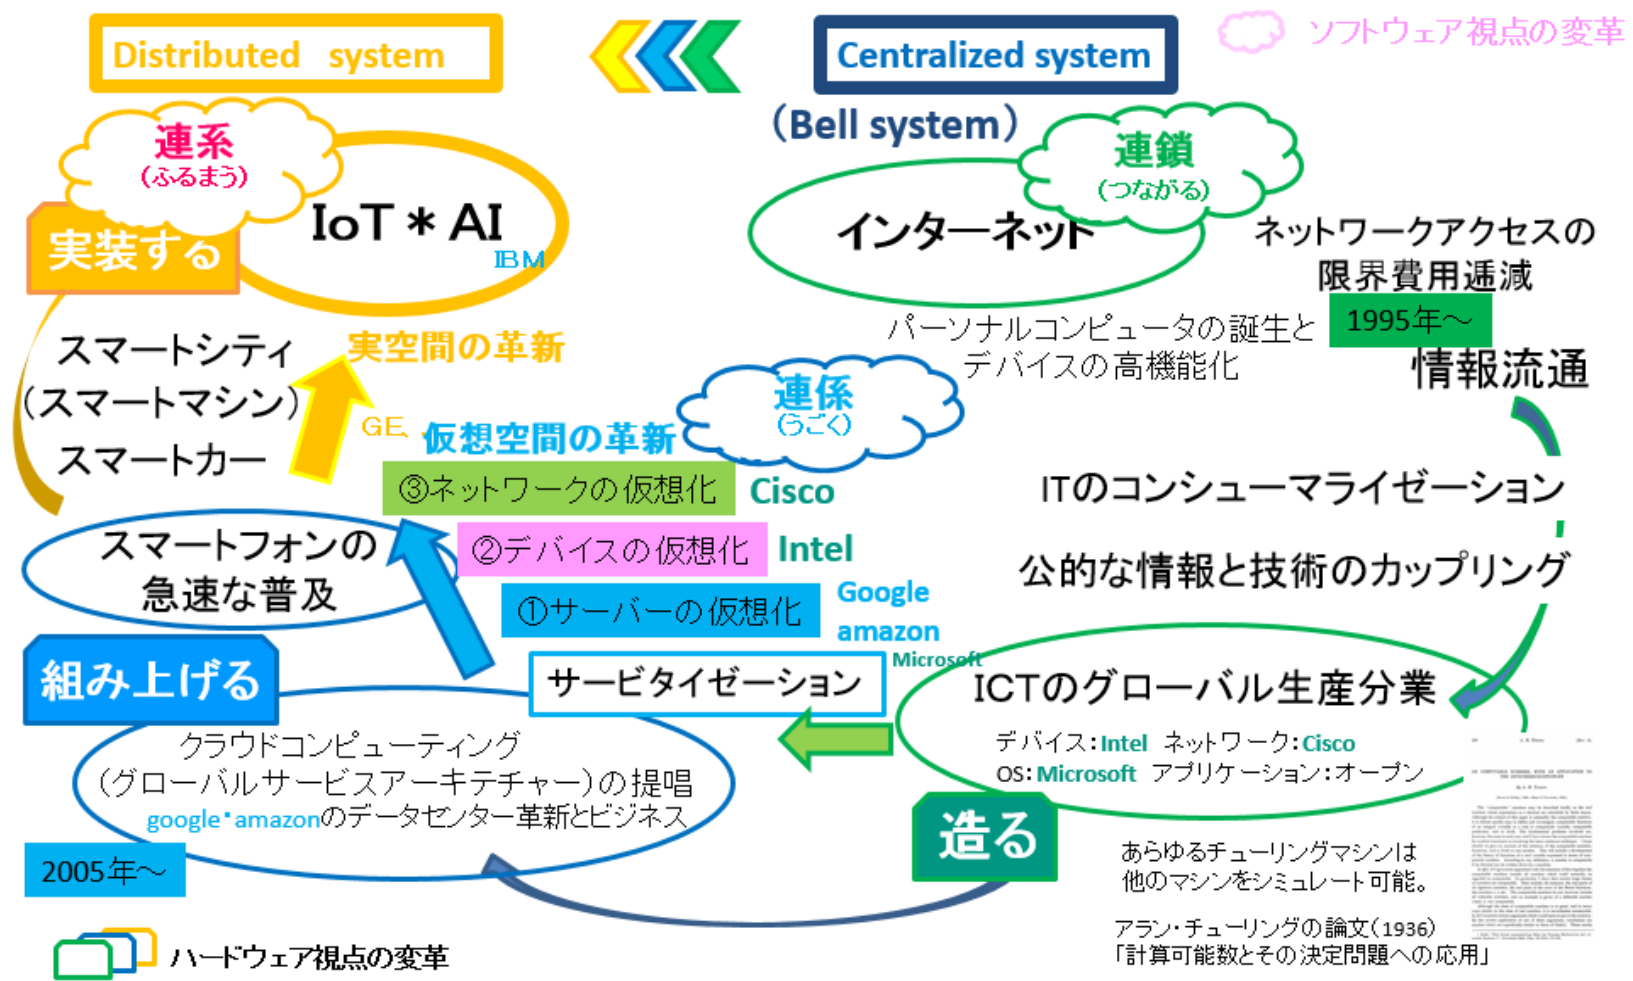 Distributed system
Centralized system
ソフトウェア視点の変革
（Bell system）
連系
（ふるまう）
連鎖
（つながる）
IoT＊AI
IBM
実装する
インターネット
ネットワークアクセスの
限界費用逓減
1995年～
パーソナルコンピュータの誕生と
デバイスの高機能化
情報流通
スマートシティ
（スマートマシン）
スマートカー
実空間の革新
GE、
仮想空間の革新
連係
（うごく）
③ネットワークの仮想化
Cisco
②デバイスの仮想化
Intel
①サーバーの仮想化
Google
amazon
Microsoft
ITのコンシューマライゼーション
公的な情報と技術のカップリング
スマートフォンの
急速な普及
組み上げる
サービタイゼーション
ICTのグローバル生産分業
デバイス：Intel ネットワーク：Cisco
OS：Microsoft アプリケーション：オープン
クラウドコンピューティング
（グローバルサービスアーキテチャー）の提唱
google・amazonのデータセンター革新とビジネス
2005年～
造る
あらゆるチューリングマシンは
他のマシンをシミュレート可能。
アラン・チューリングの論文（1936）
「計算可能数とその決定問題への応用」
ハードウェア視点の変革